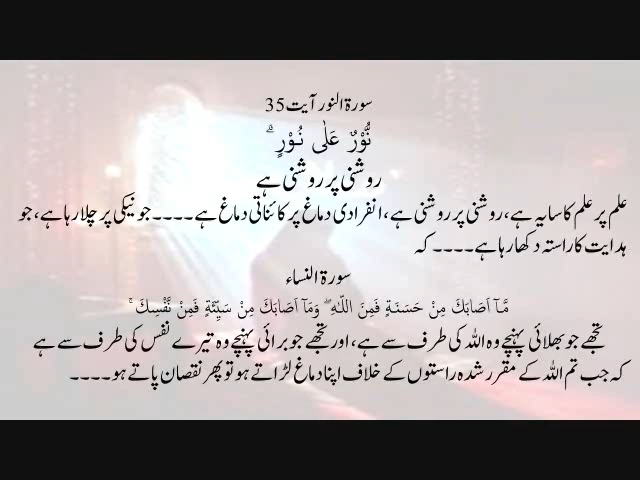 سورۃ النور آیت 35
نُّوْرٌ عَلٰى نُوْرٍ ؕ
روشنی پر روشنی ہے
علم پر علم کا سایہ ہے، روشنی پر روشنی ہے، انفرادی دماغ پر کائناتی دماغ ہے۔۔۔۔ جو نیکی پر چلا رہا ہے، جو
ہدایت کا راستہ دکھا رہا ہے۔۔۔۔ کہ
سورۃ النساء
مَّآ اَصَابَكَ مِنْ حَسَنَةٍ فَمِنَ اللّٰهِ ۖ وَمَآ اَصَابَكَ مِنْ سَيِّئَةٍ فَمِنْ نَّفْسِكَ ۚ
تجھے جو بھلائی پہنچے وہ اللہ کی طرف سے ہے، اور تجھے جو برائی پہنچے وہ تیرے نفس کی طرف سے ہے
کہ جب تم اللہ کے مقرر شدہ راستوں کے خلاف اپنا دماغ لڑاتے ہو تو پھر نقصان پاتے ہو۔۔۔۔